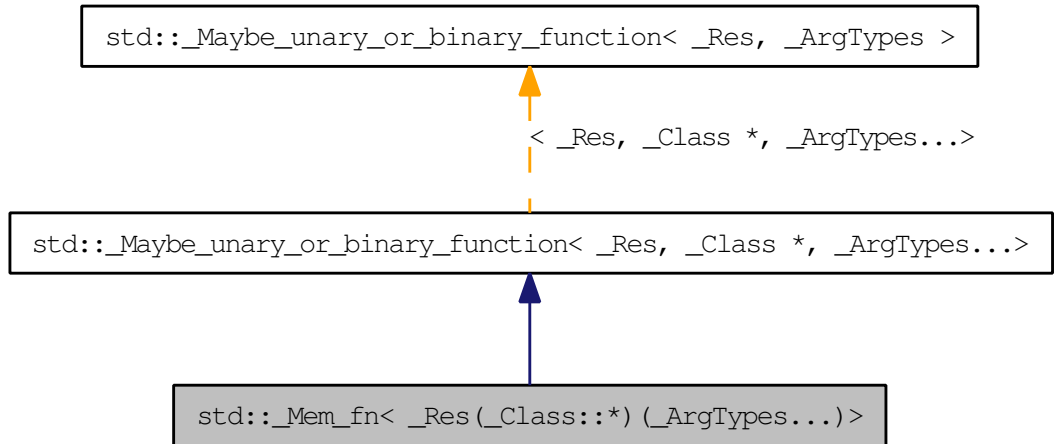 std::_Maybe_unary_or_binary_function< _Res, _ArgTypes >
< _Res, _Class *, _ArgTypes...>
std::_Maybe_unary_or_binary_function< _Res, _Class *, _ArgTypes...>
std::_Mem_fn< _Res(_Class::*)(_ArgTypes...)>